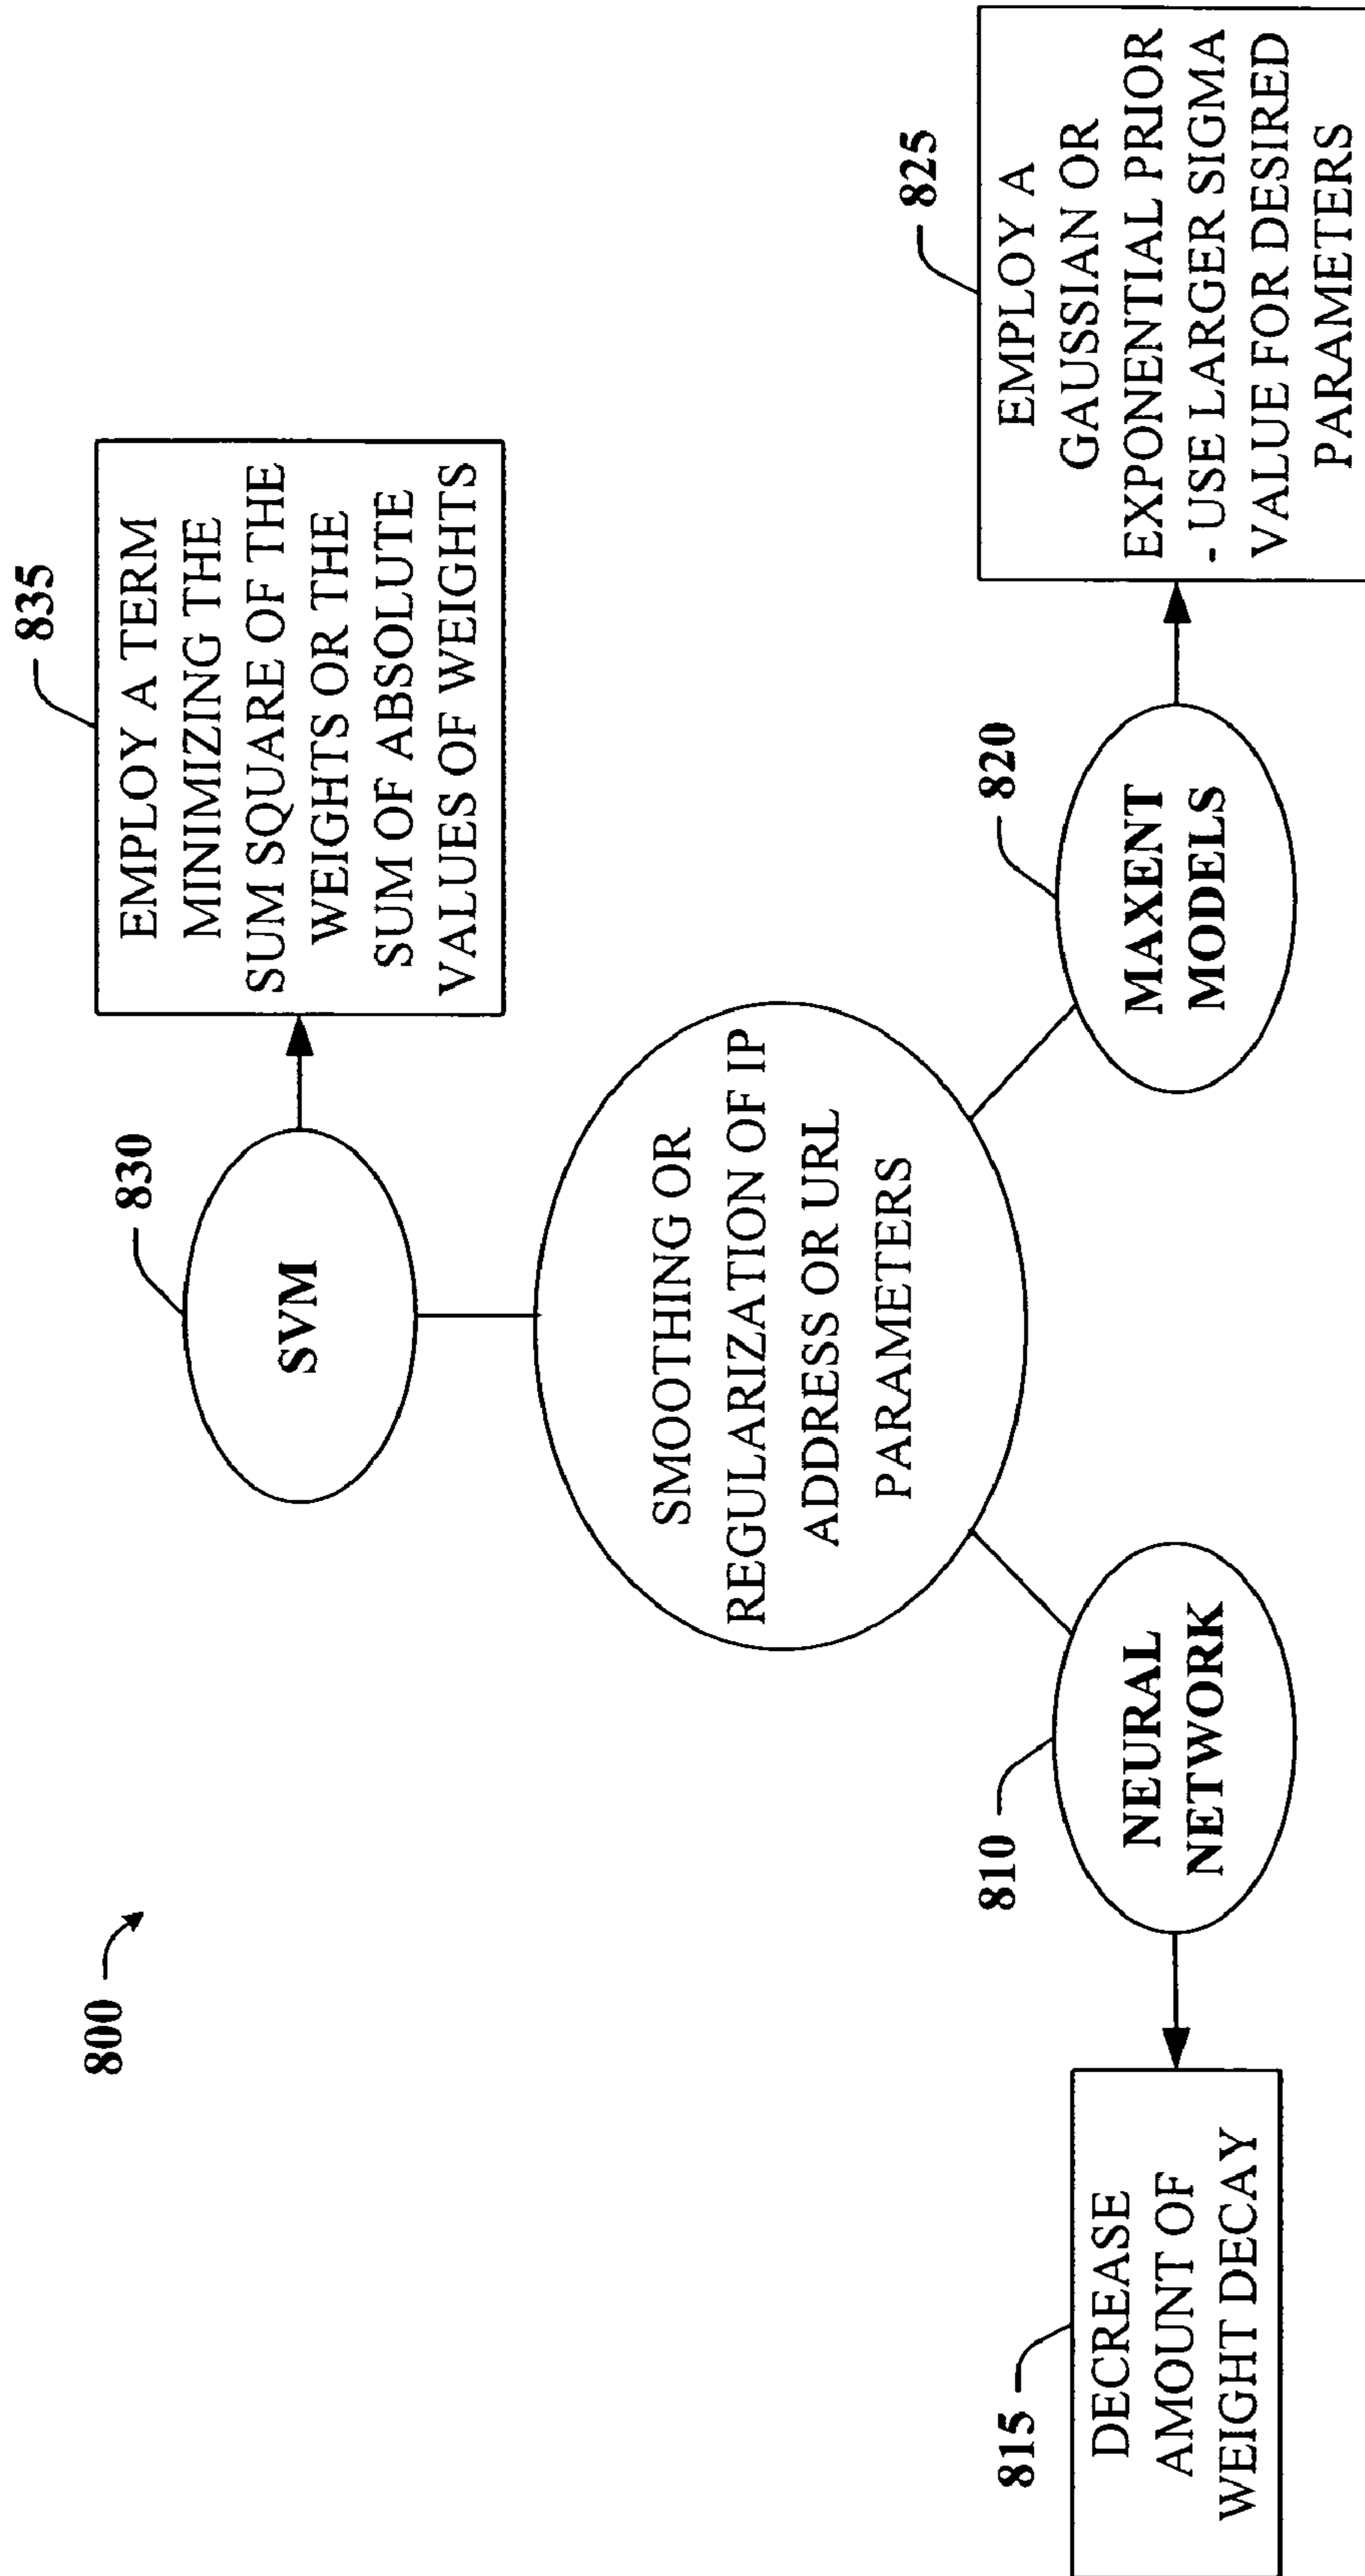 800
830
SVM
835
EMPLOY A TERM
MINIMIZING THE
SUM SQUARE OF THE
WEIGHTS OR THE
SUM OF ABSOLUTE
VALUES OF WEIGHTS
SMOOTHING OR
REGULARIZATION OF IP
ADDRESS OR URL
PARAMETERS
810
NEURAL
NETWORK
815
DECREASE
AMOUNT OF
WEIGHT DECAY
820
MAXENT
MODELS
825
EMPLOY A
GAUSSIAN OR
EXPONENTIAL PRIOR
- USE LARGER SIGMA
VALUE FOR DESIRED
PARAMETERS